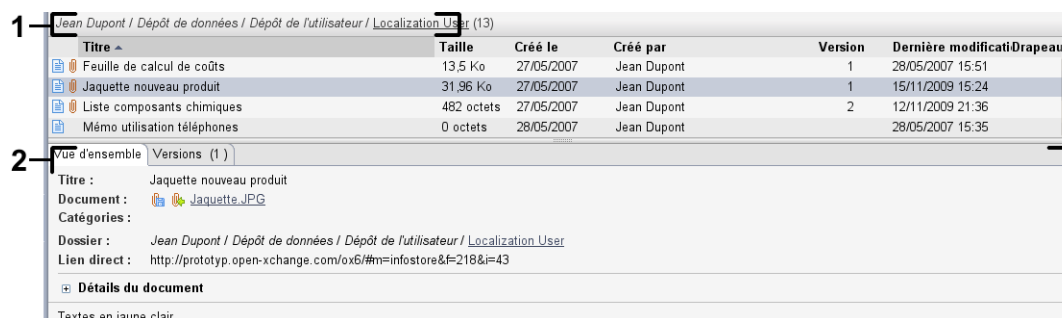 1
Jean Dupont / Dépôt de données / Dépôt de l'utilisateur / Localization User (13)
Titre Taille Créé le Créé par Version Dernière modificati Drapeau
Feuille de calcul de coûts 13,5 Ko 27/05/2007 Jean Dupont 1 28/05/2007 15:51
Jaquette nouveau produit 31,96 Ko 27/05/2007 Jean Dupont 1 15/11/2009 15:24
Liste composants chimiques 482 octets 27/05/2007 Jean Dupont 2 12/11/2009 21:36
Mémo utilisation téléphones 0 octets 28/05/2007 Jean Dupont 28/05/2007 15:35
2
Vue d'ensemble Versions (1)
Titre : Jaquette nouveau produit
Document : Jaquette.JPG
Catégories :
Dossier : Jean Dupont / Dépôt de données / Dépôt de l'utilisateur / Localization User
Lien direct : http://prototyp.open-xchange.com/ox6/#m=infostore&f=218&i=43
Détails du document
Textes en jaune clair